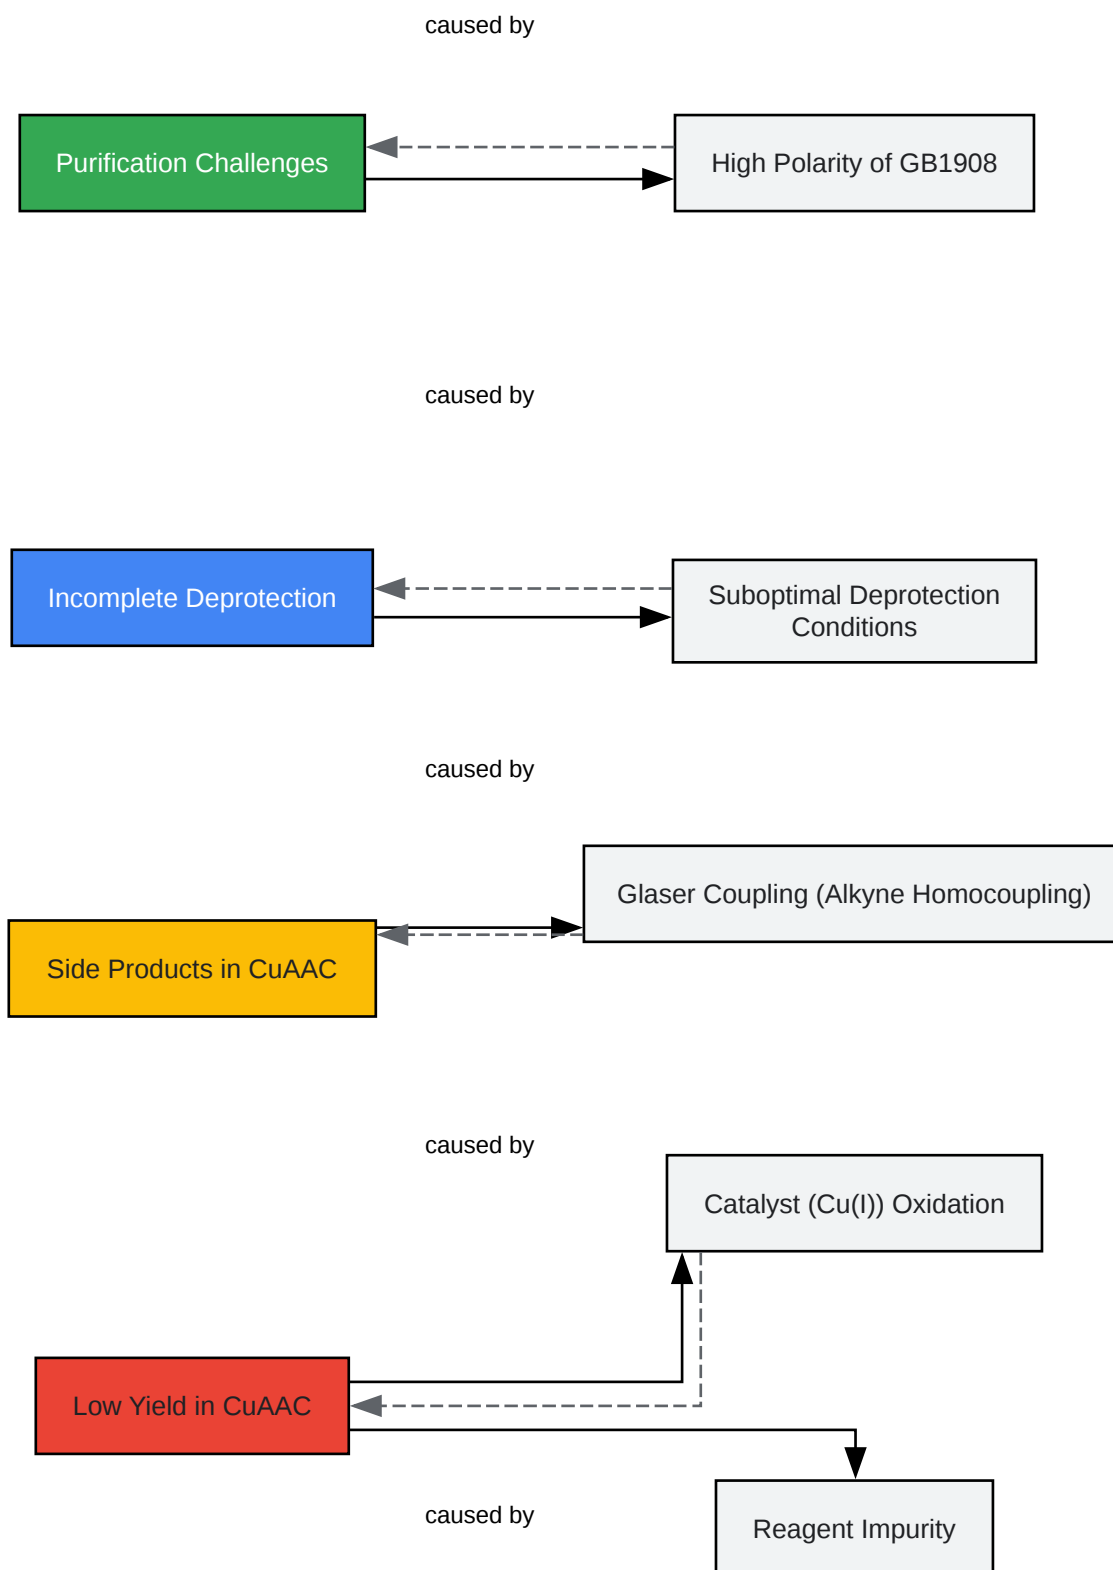 caused by
Purification Challenges
High Polarity of GB1908
caused by
Incomplete Deprotection
Suboptimal Deprotection
Conditions
caused by
Glaser Coupling (Alkyne Homocoupling)
Side Products in CuAAC
caused by
Catalyst (Cu(I)) Oxidation
Low Yield in CuAAC
caused by
Reagent Impurity